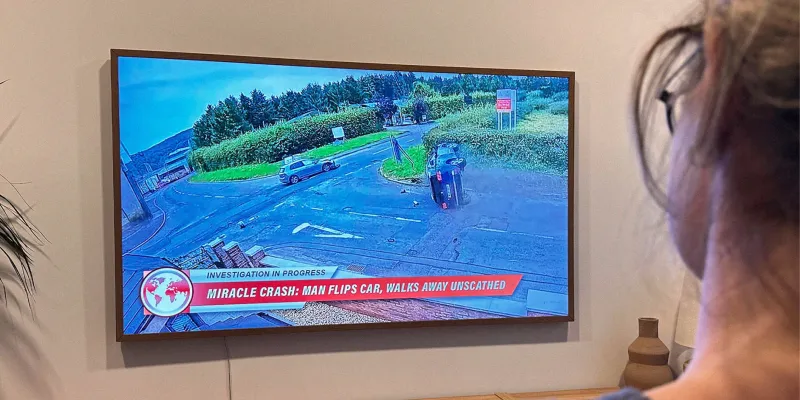 INVESTIGATION IN PROGRESS
MIRACLE CRASH: MAN FLIPS CAR, WALKS AWAY UNSCATHED